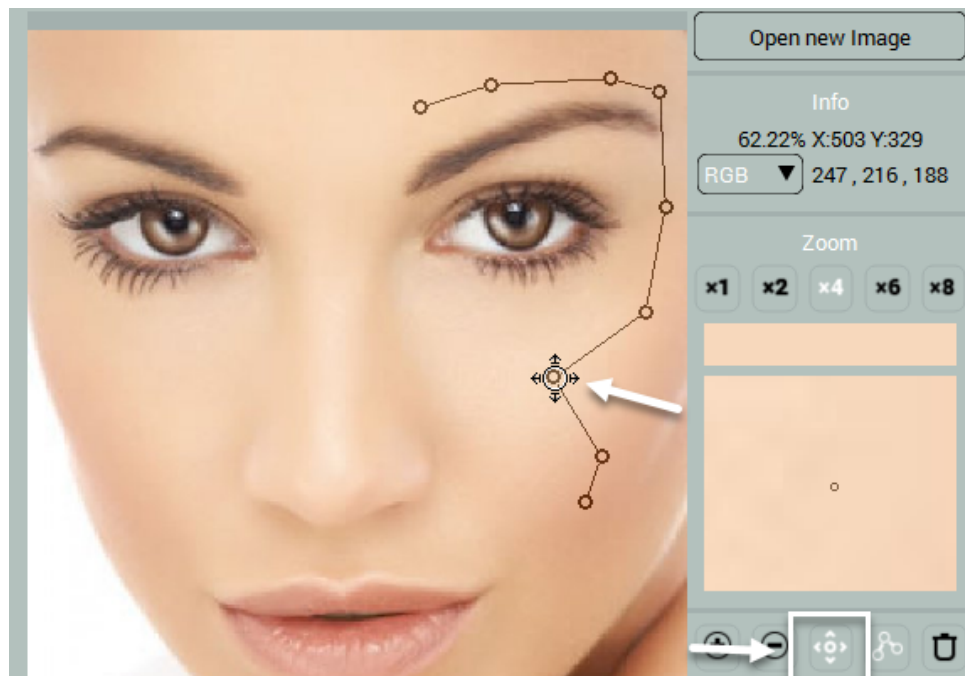 Open new Image
Info
62.22% X:503 Y:329
RGB ▼ 247 , 216 , 188
Zoom
×1 ×2 ×4 ×6 ×8